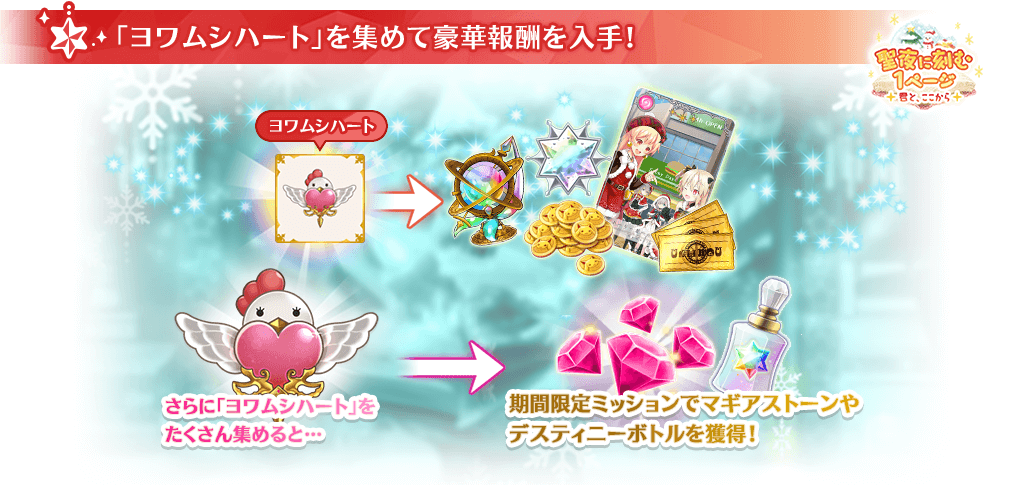 「ヨワムシハート」を集めて豪華報酬を入手!
聖夜に刻む
1ページ
君と、ここから
ヨワムシハート
さらに「ヨワムシハート」を
たくさん集めると…
期間限定ミッションでマギアストーンや
デスティニーボトルを獲得!